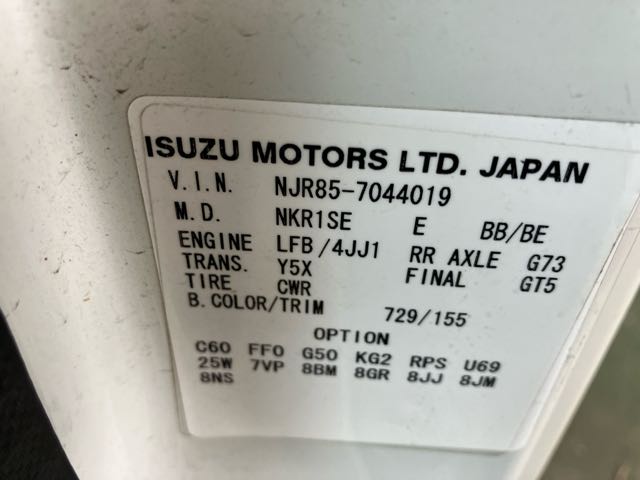 ISUZU MOTORS LTD. JAPAN
V.I.N. NJR85-7044019
M.D. NKR1SE E BB/BE
ENGINE LFB/4JJ1 RR AXLE G73
TRANS. Y5X FINAL GT5
TIRE CWR
B.COLOR/TRIM 729/155
OPTION
C60 FF0 G50 KG2 RPS U69
25W 7VP 8BM 8GR 8JJ 8JM
8NS